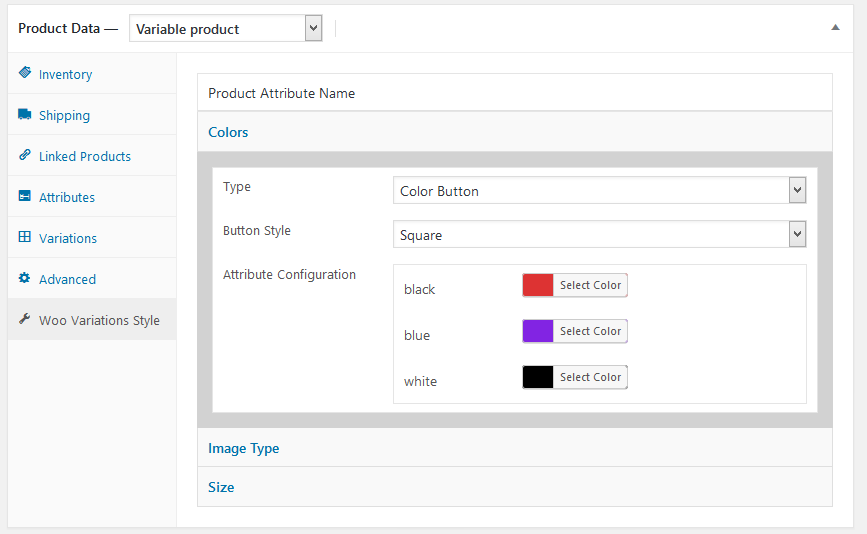 Product Data — Variable product
Inventory
Shipping
Linked Products
Attributes
Variations
Advanced
Woo Variations Style
Product Attribute Name
Colors
Type Color Button
Button Style Square
Attribute Configuration
black Select Color
blue Select Color
white Select Color
Image Type
Size